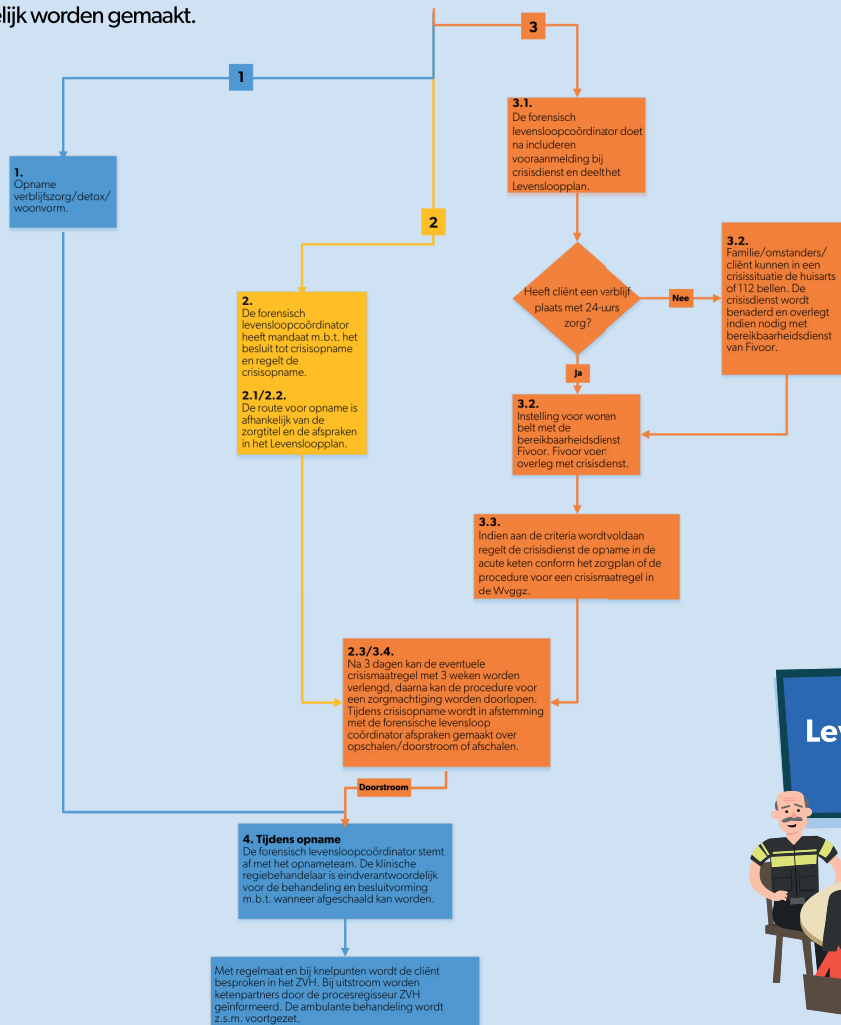 elijk worden gemaakt.
3
1
3.1.
De forensisch
levensloopcoördinator doet
na includeren
vooraanmelding bij
crisisdienst en deelthet
Levensloopplan.
1.
Opname
verblijfszorg/detox/
woonvorm.
2
3.2.
Familie/omstanders/
cliënt kunnen in een
crisissituatie de huisarts
of 112 bellen. De
crisisdienst wordt
benaderd en overlegt
indien nodig met
bereikbaarheidsdienst
van Fivoor.
Heeft cliënt een verblijf
plaats met 24-uurs
zorg?
Nee
2.
De forensisch
levensloopcoördinator
heeft mandaat m.b.t. het
besluit tot crisisopname
en regelt de
crisisopname.
2.1/2.2.
De route voor opname is
afhankelijk van de
zorgtitel en de afspraken
in het Levensloopplan.
Ja
3.2.
Instelling voor wonen
belt met de
bereikbaarheidsdienst
Fivoor. Fivoor voert
overleg met crisisdienst.
3.3.
Indien aan de criteria wordt voldaan
regelt de crisisdienst de opname in de
acute keten conform het zorgplan of de
procedure voor een crisismaatregel in
de Wvggz.
2.3/3.4.
Na 3 dagen kan de eventuele
crismaatregel met 3 weken worden
verlengd, daarna kan de procedure voor
een zorgmachtiging worden doorlopen.
Tijdens crisisopname wordt in afstemming
met de forensische levensloop
coördinator afspraken gemaakt over
opschalen/doorstroom of afschalen.
Doorstroom
4. Tijdens opname
De forensisch levensloopcoördinator stemt
af met het opnameteam. De klinische
regiebehandelaar is eindverantwoordelijk
voor de behandeling en besluitvorming
m.b.t. wanneer afgeschaald kan worden.
Met regelmaat en bij knelpunten wordt de cliënt
besproken in het ZVH. Bij uitstroom worden
ketenpartners door de procesregisseur ZVH
geïnformeerd. De ambulante behandeling wordt
z.s.m. voortgezet.
Lev